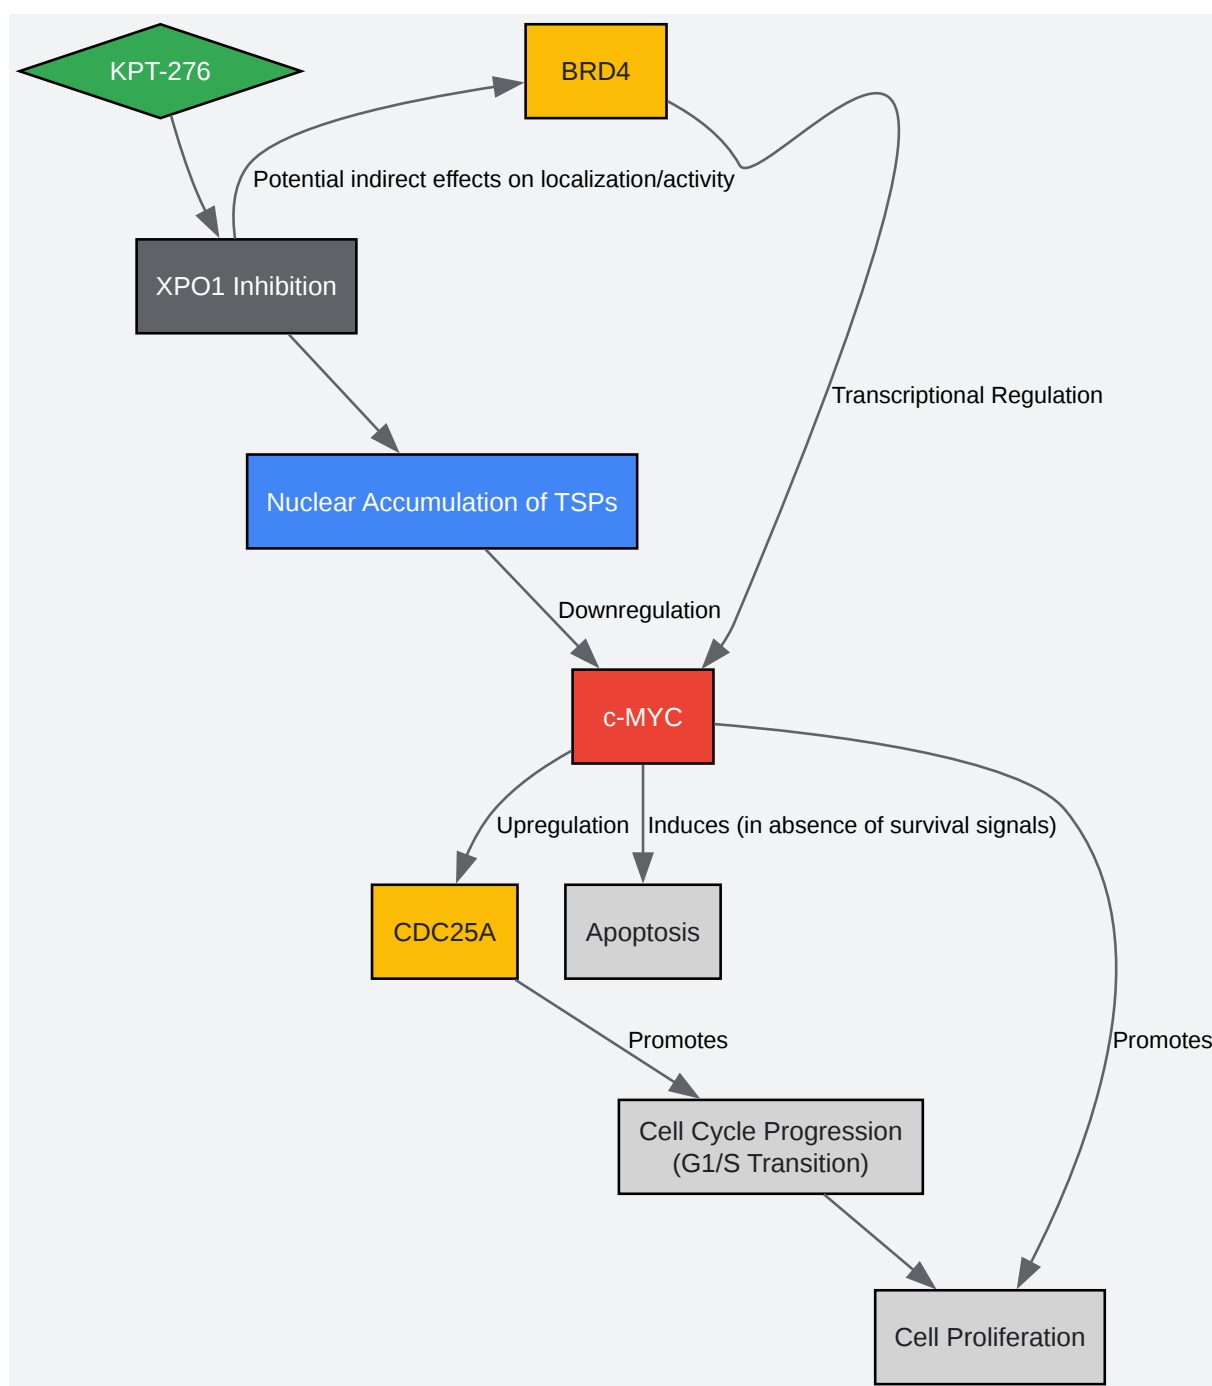 KPT-276
BRD4
Potential indirect effects on localization/activity
XPO1 Inhibition
Transcriptional Regulation
Nuclear Accumulation of TSPs
Downregulation
c-MYC
Upregulation
Induces (in absence of survival signals)
CDC25A
Apoptosis
Promotes
Promotes
Cell Cycle Progression
(G1/S Transition)
Cell Proliferation